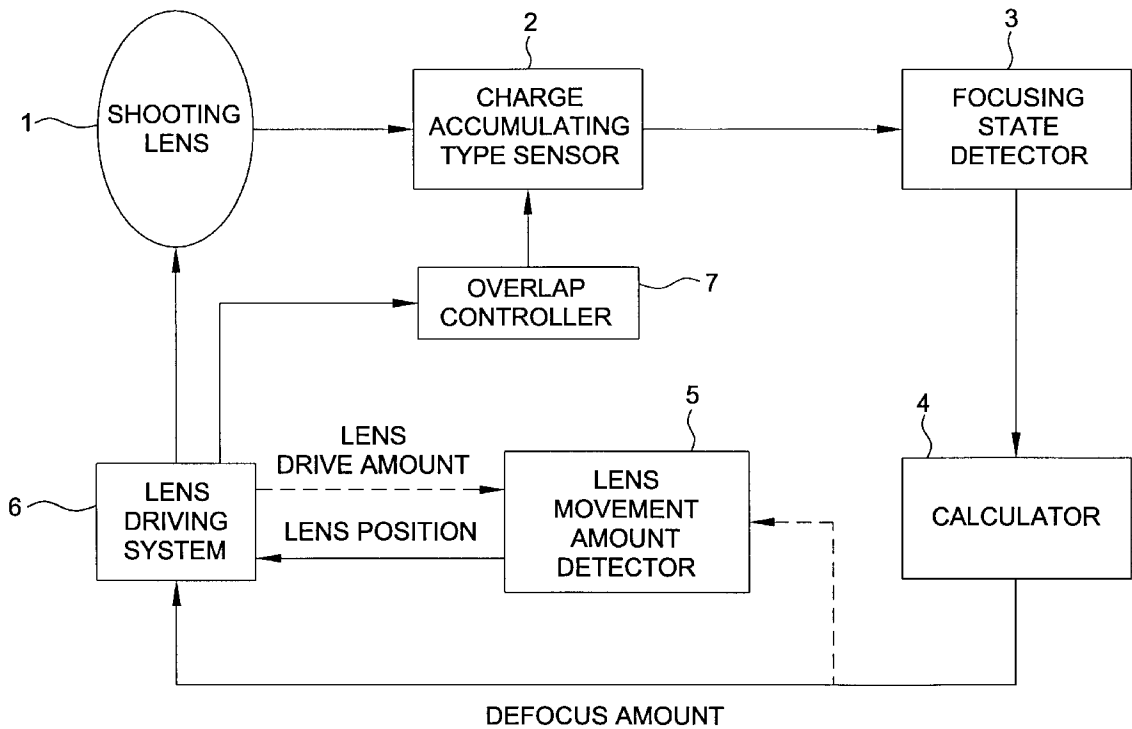 2
3
1
SHOOTING
LENS
CHARGE
ACCUMULATING
TYPE SENSOR
FOCUSING
STATE
DETECTOR
OVERLAP
CONTROLLER
7
5
4
LENS
DRIVE AMOUNT
6
LENS
DRIVING
SYSTEM
LENS POSITION
LENS
MOVEMENT
AMOUNT
DETECTOR
CALCULATOR
DEFOCUS AMOUNT